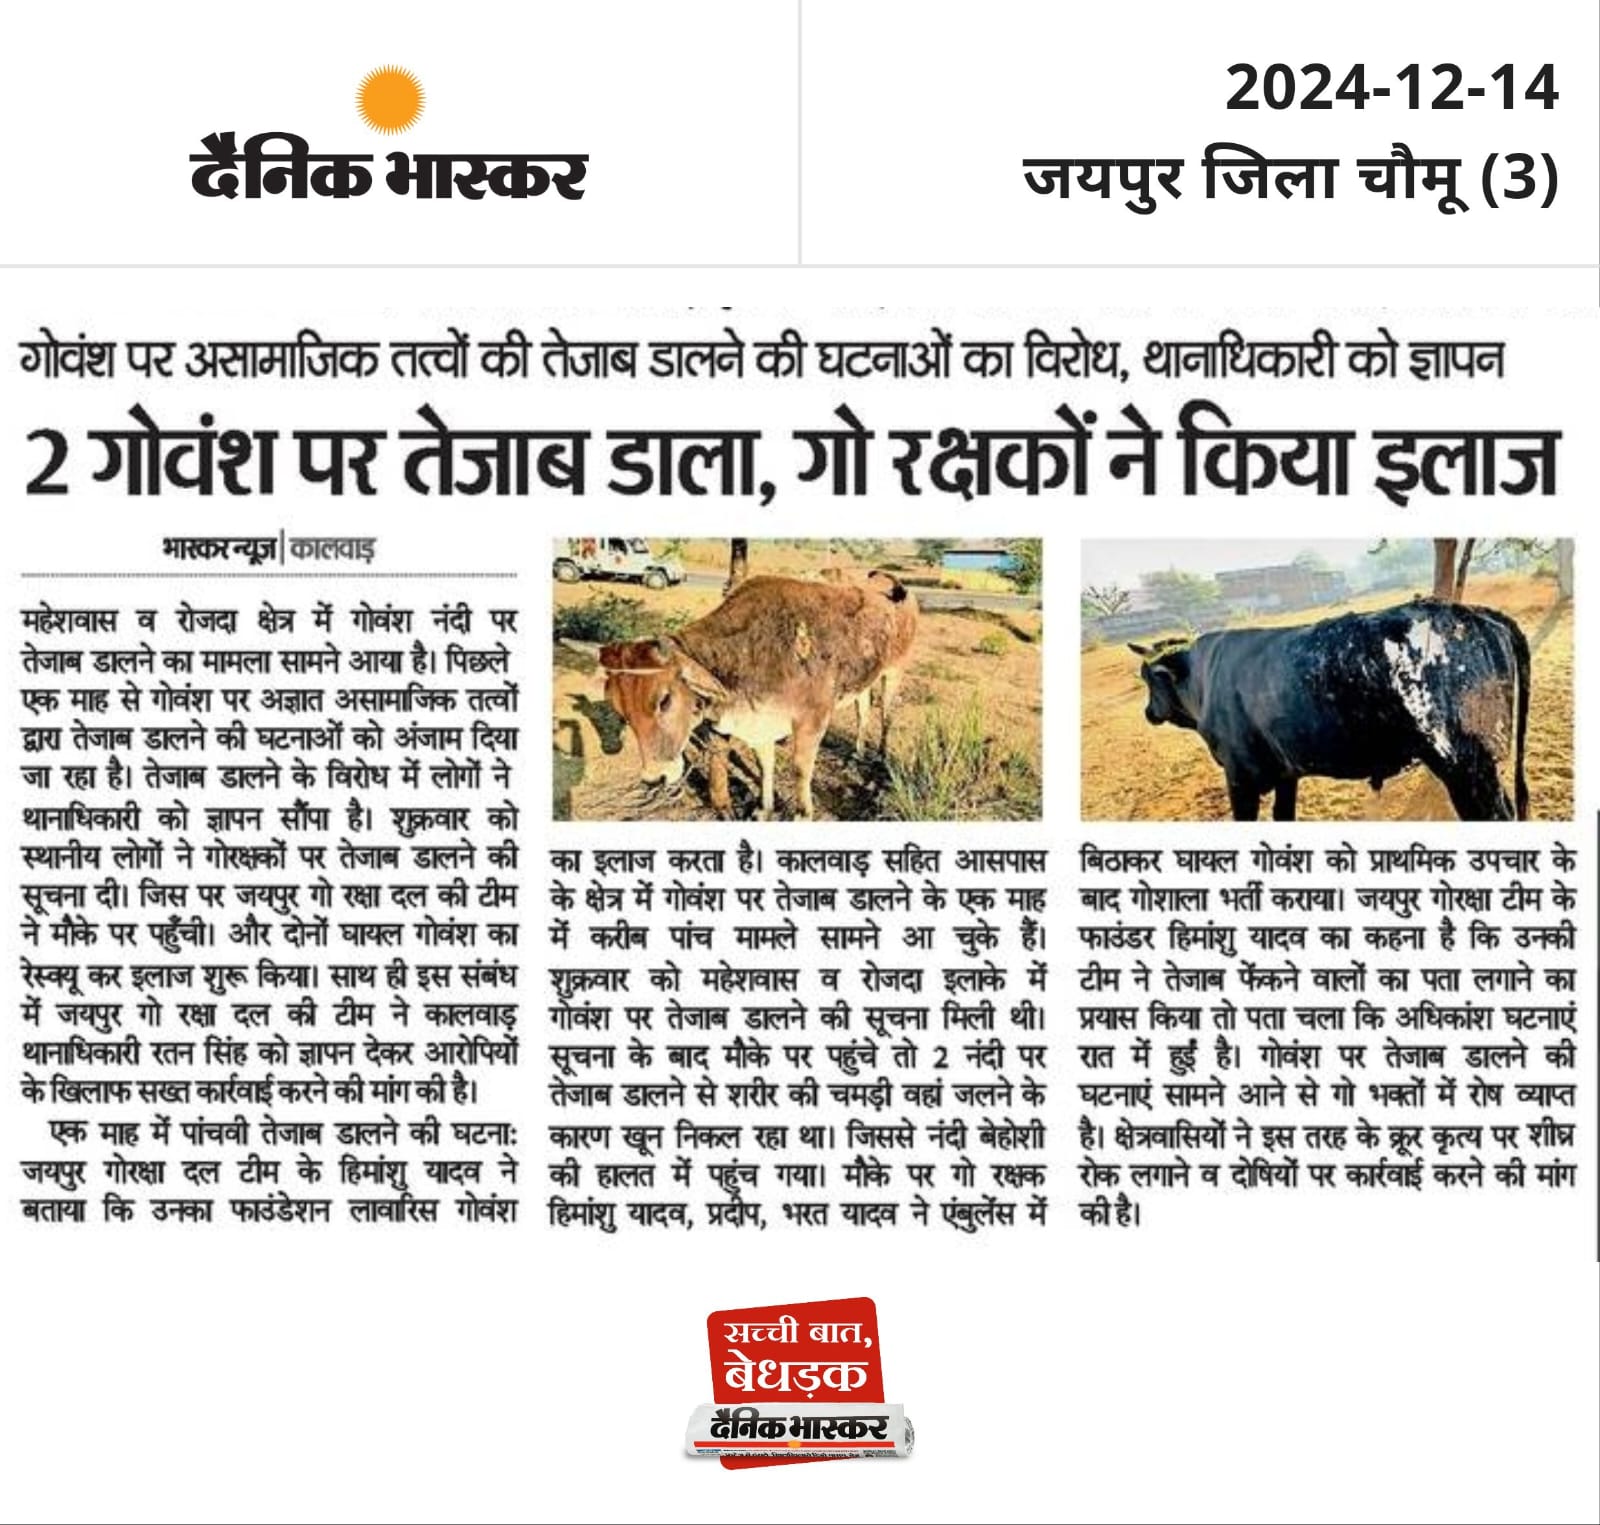 दैनिक भास्कर
2024-12-14
जयपुर जिला चौमू (3)
गोवंश पर असामाजिक तत्वों की तेजाब डालने की घटनाओं का विरोध, थानाधिकारी को ज्ञापन
2 गोवंश पर तेजाब डाला, गो रक्षकों ने किया इलाज
भास्कर न्यूज | कालवाड़
महेशवास व रोजदा क्षेत्र में गोवंश नंदी पर
तेजाब डालने का मामला सामने आया है। पिछले
एक माह से गोवंश पर अज्ञात असामाजिक तत्वों
द्वारा तेजाब डालने की घटनाओं को अंजाम दिया
जा रहा है। तेजाब डालने के विरोध में लोगों ने
थानाधिकारी को ज्ञापन सौंपा है। शुक्रवार को
स्थानीय लोगों ने गोरक्षकों पर तेजाब डालने की
सूचना दी। जिस पर जयपुर गो रक्षा दल की टीम
ने मौके पर पहुँची। और दोनों घायल गोवंश का
रेस्क्यू कर इलाज शुरू किया। साथ ही इस संबंध
में जयपुर गो रक्षा दल की टीम ने कालवाड़
थानाधिकारी रतन सिंह को ज्ञापन देकर आरोपियों
के खिलाफ सख्त कार्रवाई करने की मांग की है।
एक माह में पांचवी तेजाब डालने की घटना:
जयपुर गोरक्षा दल टीम के हिमांशु यादव ने
बताया कि उनका फाउंडेशन लावारिस गोवंश
का इलाज करता है। कालवाड़ सहित आसपास
के क्षेत्र में गोवंश पर तेजाब डालने के एक माह
में करीब पांच मामले सामने आ चुके हैं।
शुक्रवार को महेशवास व रोजदा इलाके में
गोवंश पर तेजाब डालने की सूचना मिली थी।
सूचना के बाद मौके पर पहुंचे तो 2 नंदी पर
तेजाब डालने से शरीर की चमड़ी वहां जलने के
कारण खून निकल रहा था। जिससे नंदी बेहोशी
की हालत में पहुंच गया। मौके पर गो रक्षक
हिमांशु यादव, प्रदीप, भरत यादव ने एंबुलेंस में
बिठाकर घायल गोवंश को प्राथमिक उपचार के
बाद गोशाला भर्ती कराया। जयपुर गोरक्षा टीम के
फाउंडर हिमांशु यादव का कहना है कि उनकी
टीम ने तेजाब फेंकने वालों का पता लगाने का
प्रयास किया तो पता चला कि अधिकांश घटनाएं
रात में हुई है। गोवंश पर तेजाब डालने की
घटनाएं सामने आने से गो भक्तों में रोष व्याप्त
है। क्षेत्रवासियों ने इस तरह के क्रूर कृत्य पर शीघ्र
रोक लगाने व दोषियों पर कार्रवाई करने की मांग
की है।
सच्ची बात,
बेधड़क
दैनिक भास्कर